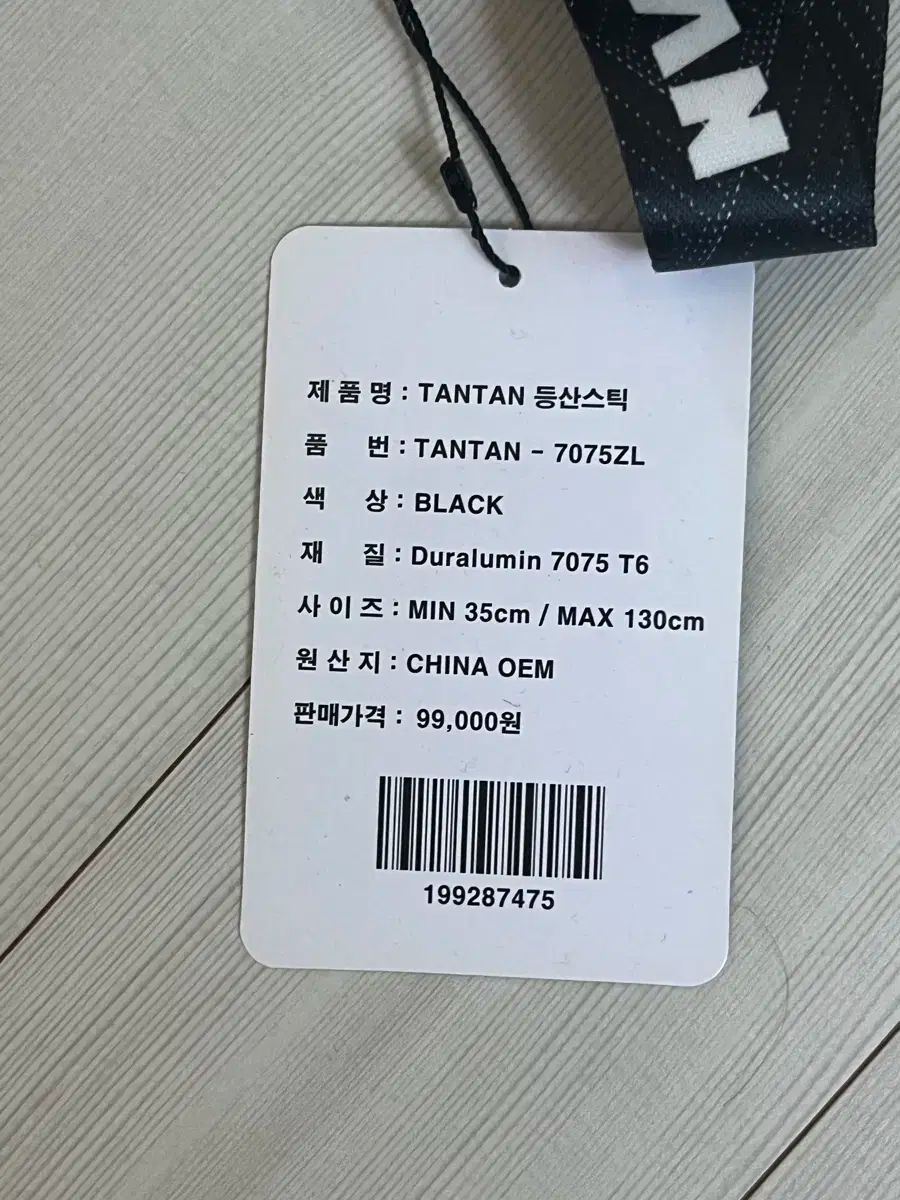 AN
제품명 : TANTAN 등산스틱
품 번 : TANTAN - 7075ZL
색 상 : BLACK
재 질 : Duralumin 7075 T6
사이즈 : MIN 35cm / MAX 130cm
원산지 : CHINA OEM
판매가격 : 99,000원
199287475